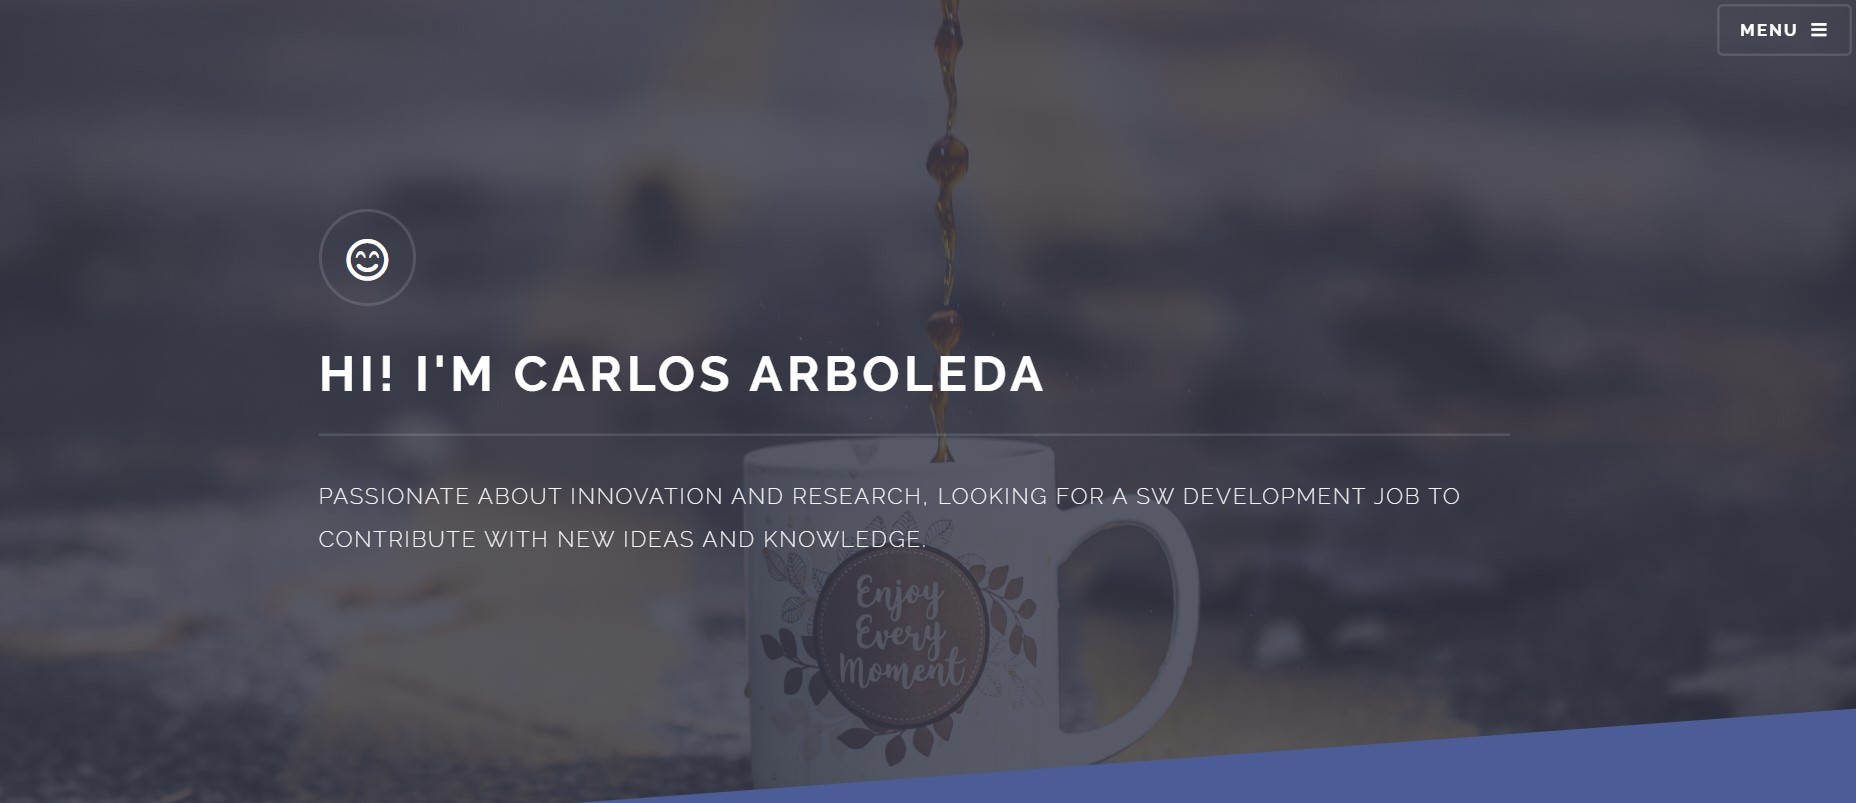 MENU
HI! I'M CARLOS ARBOLEDA
PASSIONATE ABOUT INNOVATION AND RESEARCH, LOOKING FOR A SW DEVELOPMENT JOB TO
CONTRIBUTE WITH NEW IDEAS AND KNOWLEDGE.
Enjoy
Every
Moment